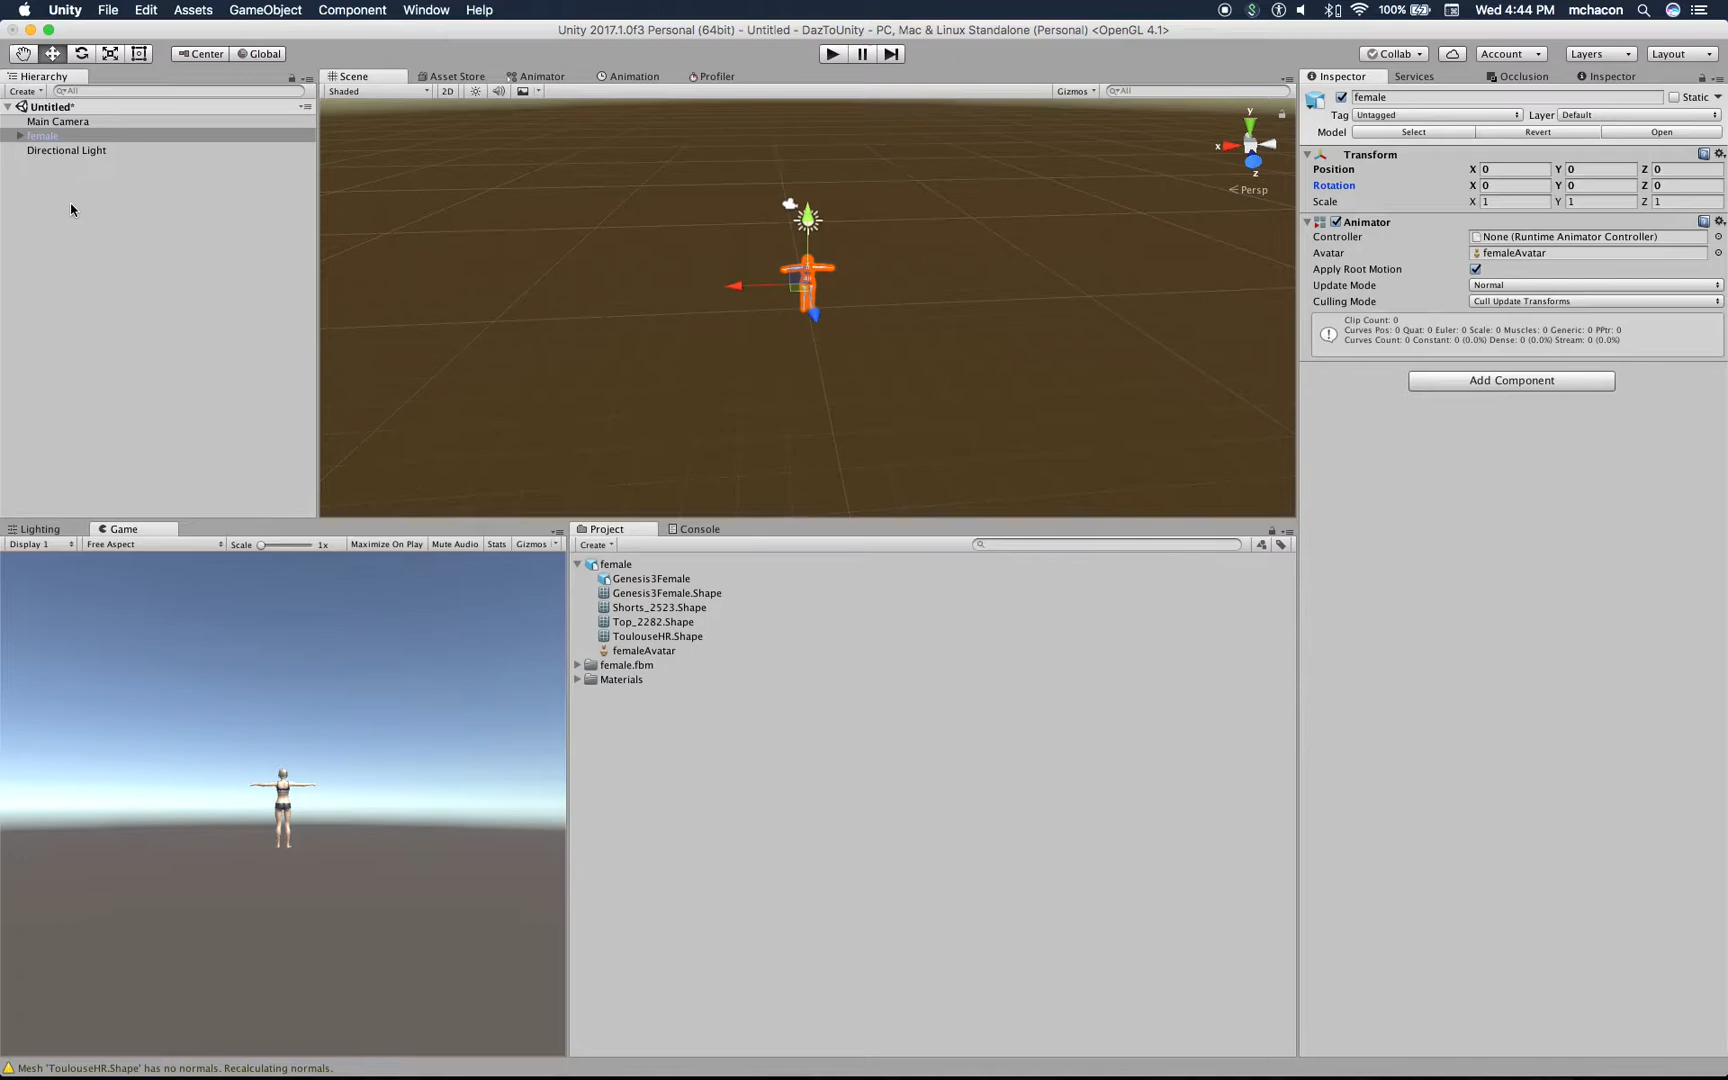 Unity File Edit Assets GameObject Component Window Help 100% Wed 4:44 PM mchacon
Unity 2017.1.0f3 Personal (64bit) - Untitled - DazToUnity - PC, Mac & Linux Standalone (Personal) <OpenGL 4.1>
Center Global Collab Account Layers Layout
Hierarchy Scene Asset Store Animator Animation Profiler Inspector Services Occlusion Inspector
Create All Shaded 2D Gizmos All
female Static
Untitled*
Main Camera
female
Directional Light
Tag Untagged Layer Default
Model Select Revert Open
Transform
Position X 0 Y 0 Z 0
Rotation X 0 Y 0 Z 0
Scale X 1 Y 1 Z 1
y
x
z
Persp
Animator
Controller None (Runtime Animator Controller)
Avatar femaleAvatar
Apply Root Motion
Update Mode Normal
Culling Mode Cull Update Transforms
Clip Count: 0
Curves Pos: 0 Quat: 0 Euler: 0 Scale: 0 Muscles: 0 Generic: 0 PPtr: 0
Curves Count: 0 Constant: 0 (0.0%) Dense: 0 (0.0%) Stream: 0 (0.0%)
Add Component
Lighting Game Project Console
Display 1 Free Aspect Scale 1x Maximize On Play Mute Audio Stats Gizmos Create
female
Genesis3Female
Genesis3Female.Shape
Shorts_2523.Shape
Top_2282.Shape
ToulouseHR.Shape
femaleAvatar
female.fbm
Materials
Mesh 'ToulouseHR.Shape' has no normals. Recalculating normals.